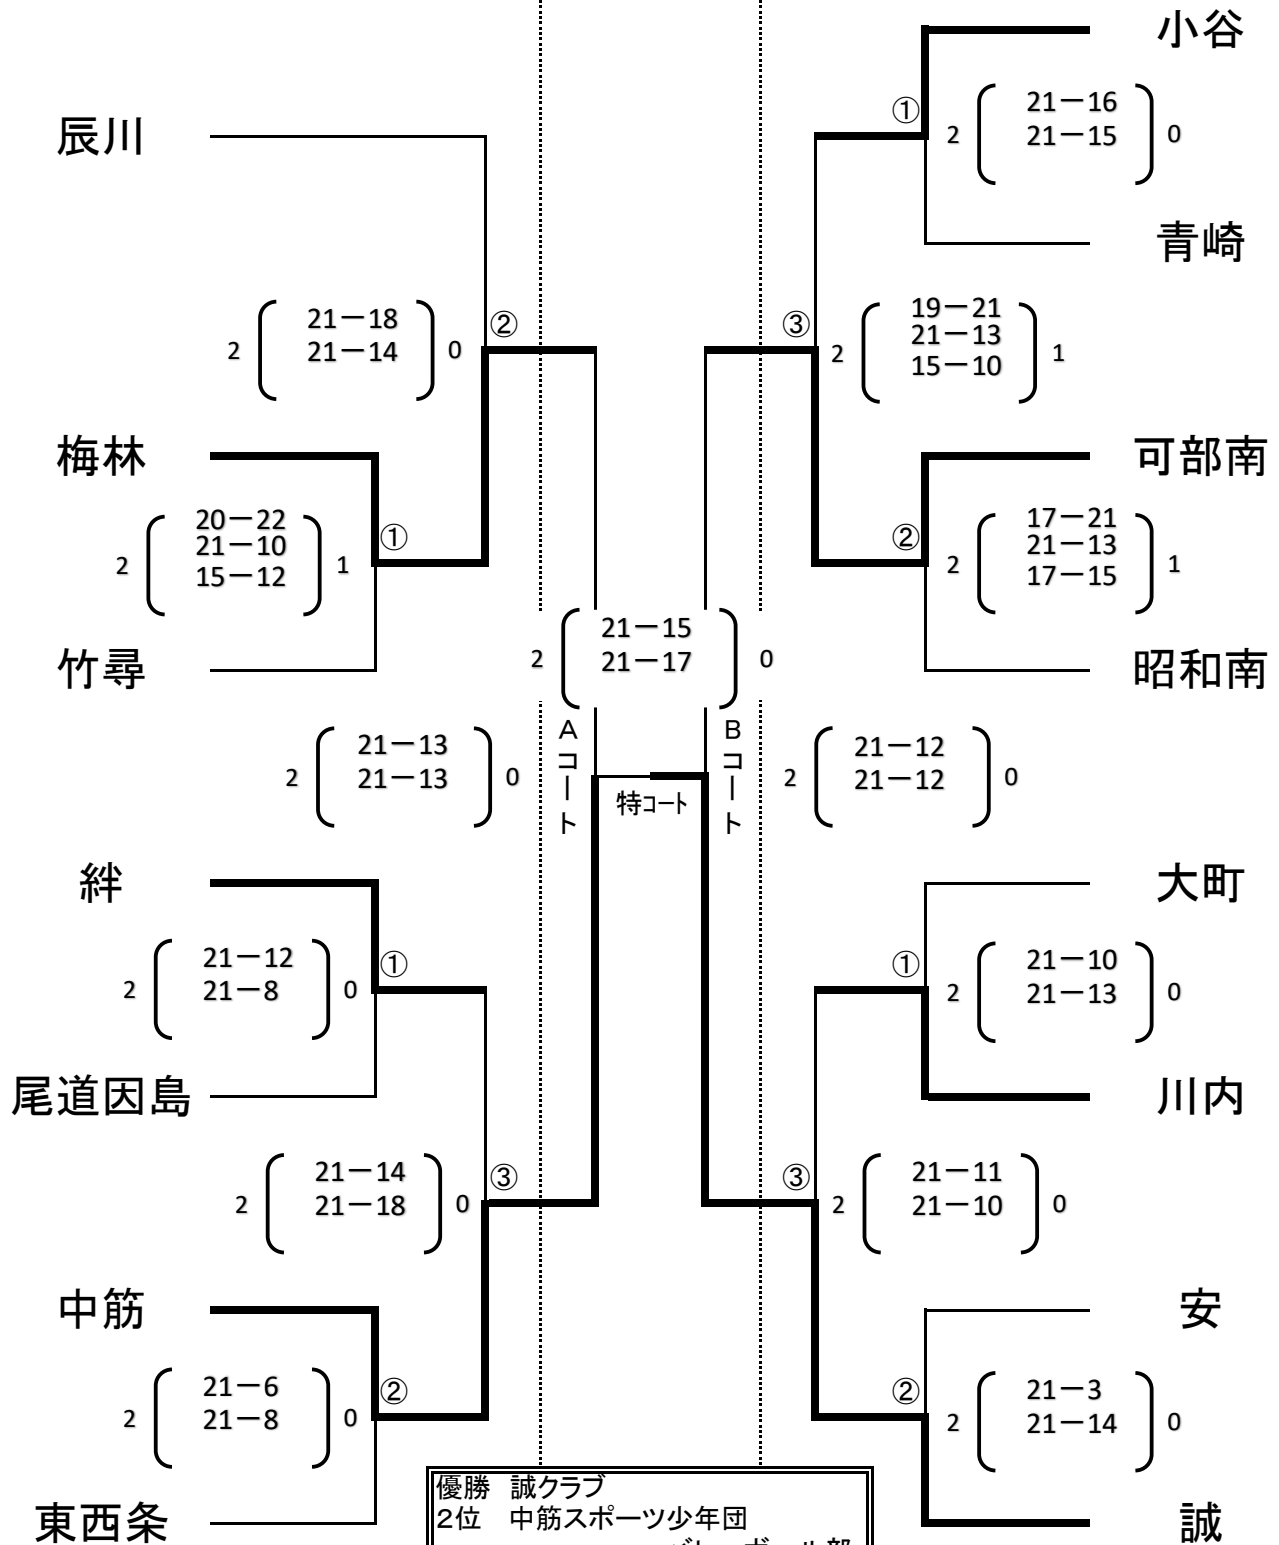 小谷
①
2 21－16 0
21－15
辰川
青崎
2 21－18 0
21－14
②
③
2 19－21 1
21－13
15－10
梅林
可部南
2 20－22 1
21－10
15－12
①
②
2 17－21 1
21－13
17－15
竹尋
2 21－15 0
21－17
昭和南
2 21－13 0
21－13
Aコート
特コート
Bコート
2 21－12 0
21－12
絆
大町
2 21－12 0
21－8
①
①
2 21－10 0
21－13
尾道因島
川内
2 21－14 0
21－18
③
③
2 21－11 0
21－10
中筋
安
2 21－6 0
21－8
②
②
2 21－3 0
21－14
東西条
誠
優勝 誠クラブ
2位 中筋スポーツ少年団